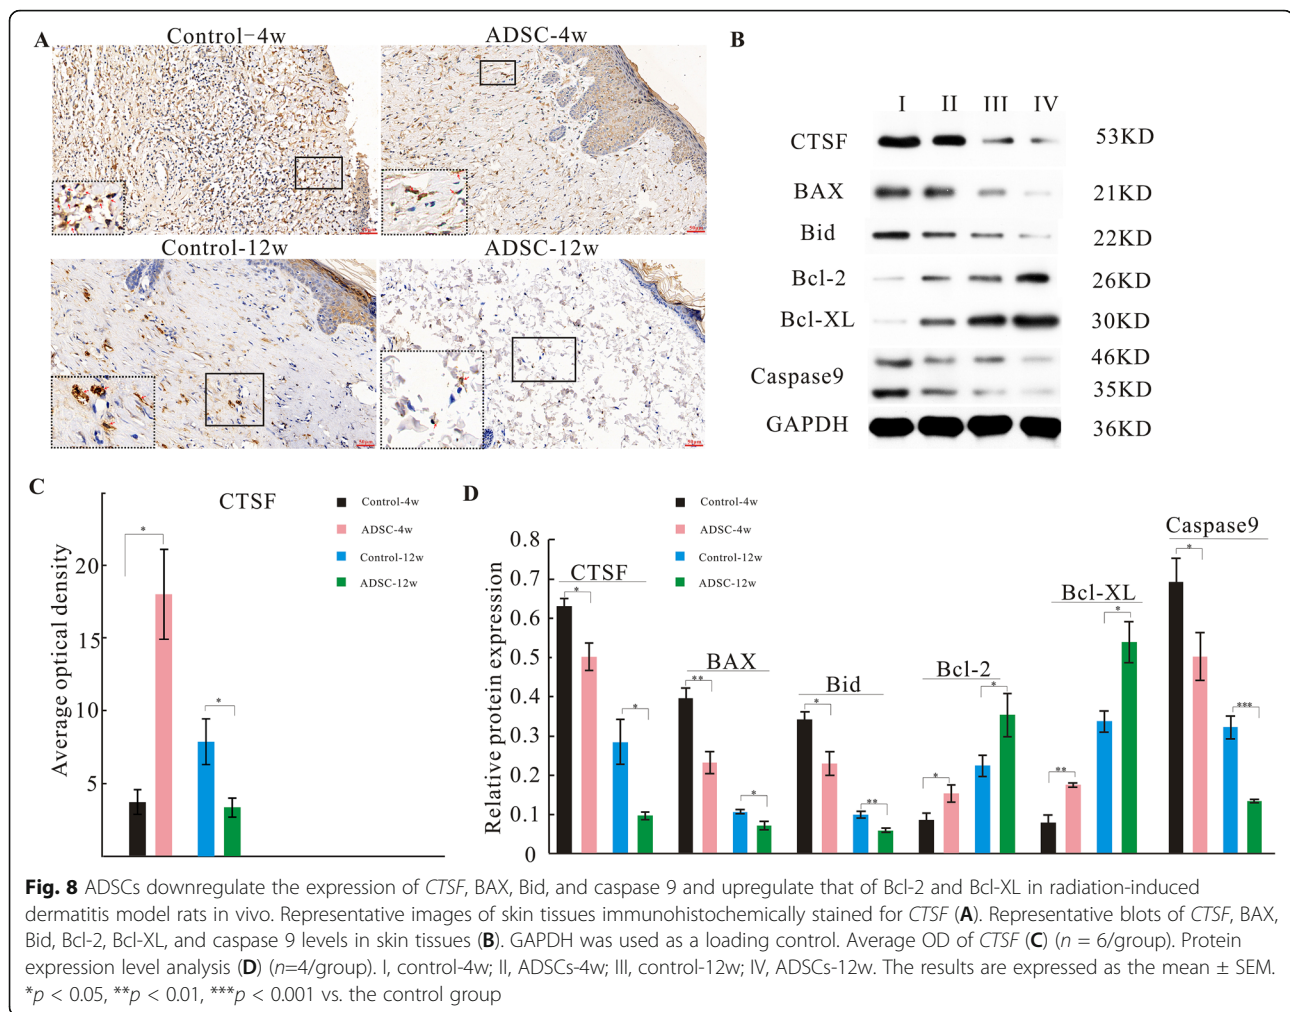 A
Control-4w
ADSC-4w
Control-12w
ADSC-12w
50μm
50μm
50μm
50μm
B
I II III IV
CTSF 53KD
BAX 21KD
Bid 22KD
Bcl-2 26KD
Bcl-XL 30KD
Caspase9 46KD
35KD
GAPDH 36KD
C
CTSF
Average optical density
20
15
10
5
Control-4w
ADSC-4w
Control-12w
ADSC-12w
*
*
D
Control-4w
ADSC-4w
Control-12w
ADSC-12w
Relative protein expression
0.8
0.7
0.6
0.5
0.4
0.3
0.2
0.1
0
CTSF
*
*
BAX
**
*
Bid
*
**
Bcl-2
*
*
Bcl-XL
**
*
Caspase9
*
***
Fig. 8 ADSCs downregulate the expression of CTSF, BAX, Bid, and caspase 9 and upregulate that of Bcl-2 and Bcl-XL in radiation-induced
dermatitis model rats in vivo. Representative images of skin tissues immunohistochemically stained for CTSF (A). Representative blots of CTSF, BAX,
Bid, Bcl-2, Bcl-XL, and caspase 9 levels in skin tissues (B). GAPDH was used as a loading control. Average OD of CTSF (C) (n = 6/group). Protein
expression level analysis (D) (n=4/group). I, control-4w; II, ADSCs-4w; III, control-12w; IV, ADSCs-12w. The results are expressed as the mean ± SEM.
*p < 0.05, **p < 0.01, ***p < 0.001 vs. the control group